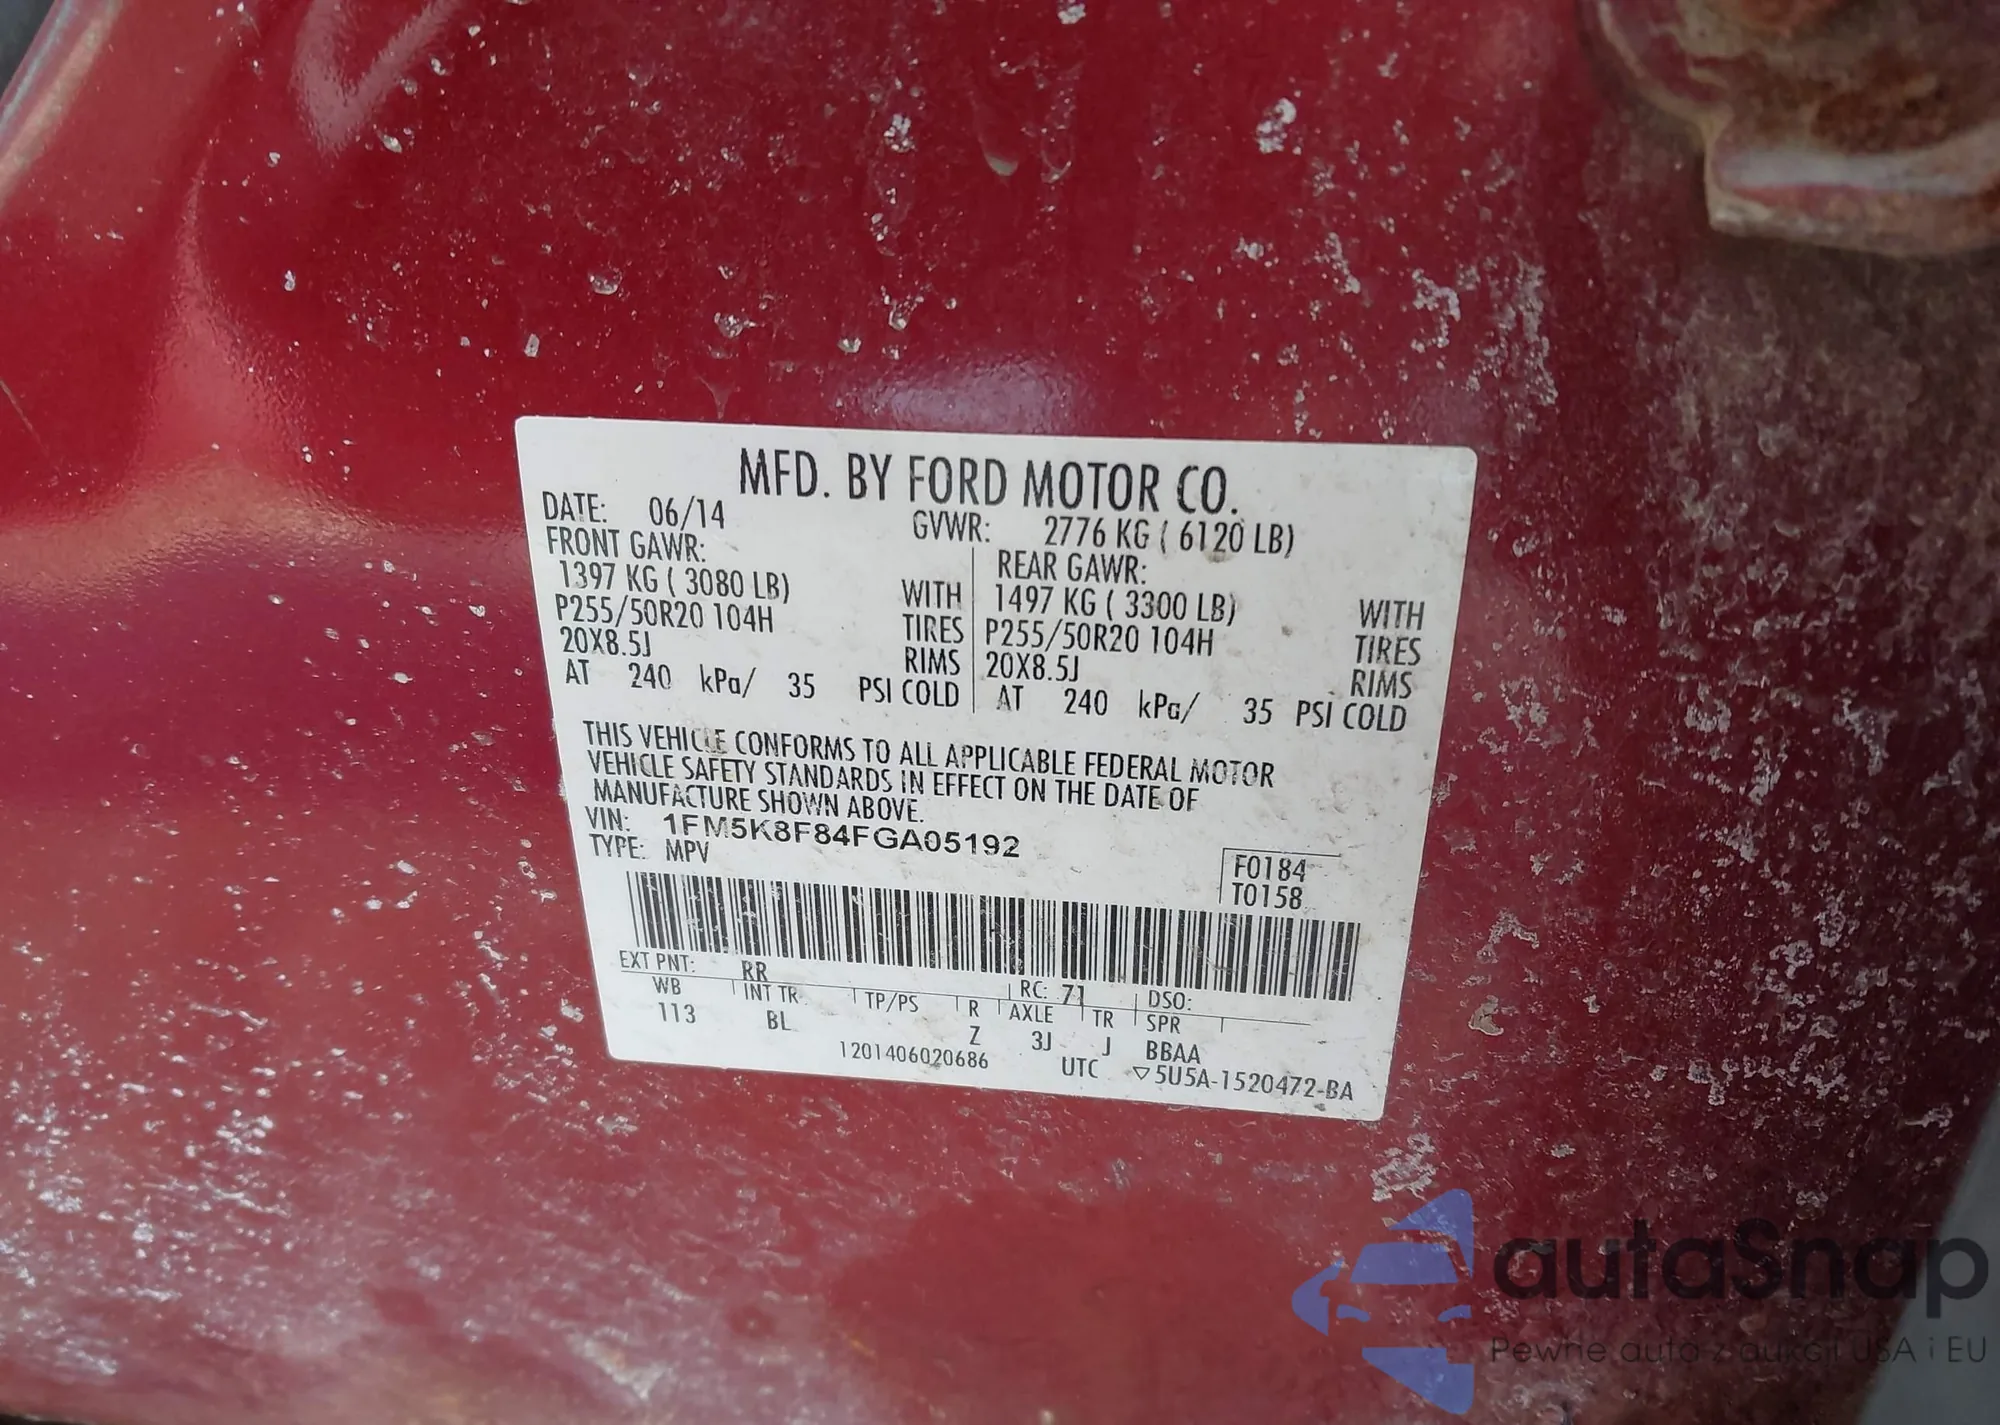 MFD. BY FORD MOTOR CO.
DATE: 06/14 GVWR: 2776 KG ( 6120 LB)
FRONT GAWR: REAR GAWR:
1397 KG ( 3080 LB) WITH 1497 KG ( 3300 LB) WITH
P255/50R20 104H TIRES P255/50R20 104H TIRES
20X8.5J RIMS 20X8.5J RIMS
AT 240 kPa/ 35 PSI COLD AT 240 kPa/ 35 PSI COLD
THIS VEHICLE CONFORMS TO ALL APPLICABLE FEDERAL MOTOR
VEHICLE SAFETY STANDARDS IN EFFECT ON THE DATE OF
MANUFACTURE SHOWN ABOVE.
VIN: 1FM5K8F84FGA05192
TYPE: MPV
F0184
T0158
EXT PNT: RR RC: 71 DSO:
WB INT TR TP/PS R AXLE TR SPR
113 BL Z 3J J BBAA
1201406020686 UTC ▽5U5A-1520472-BA
autaSnap
Pewne auta z aukcji USA i EU